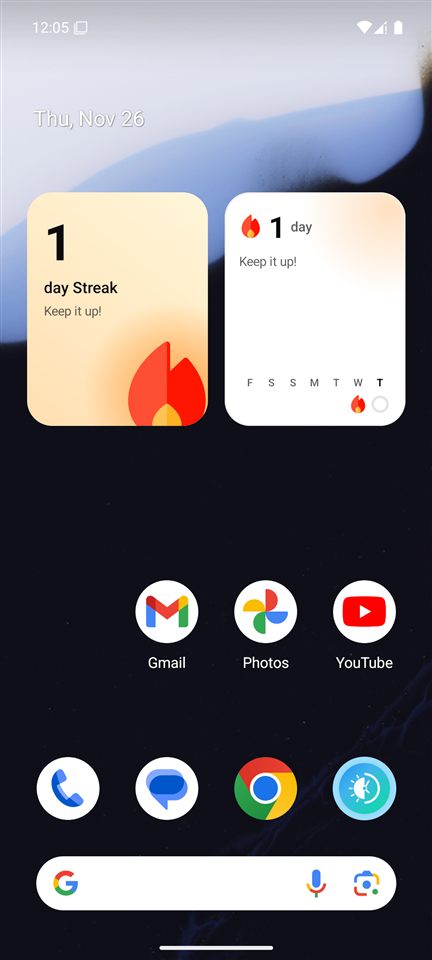 12:05
Thu, Nov 26
1
day Streak
Keep it up!
1 day
Keep it up!
F S S M T W T
Gmail
Photos
YouTube